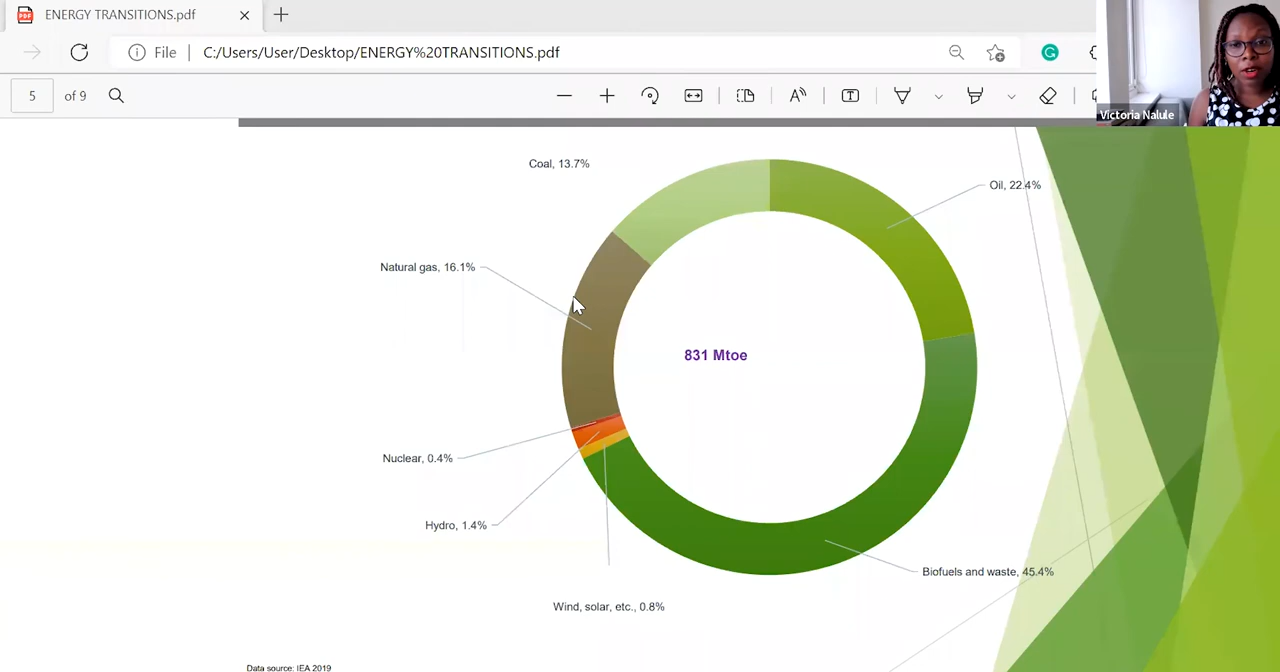 PDF
ENERGY TRANSITIONS.pdf
File
C:/Users/User/Desktop/ENERGY%20TRANSITIONS.pdf
5
of 9
Victoria Nalule
Coal, 13.7%
Oil, 22.4%
Natural gas, 16.1%
831 Mtoe
Nuclear, 0.4%
Hydro, 1.4%
Biofuels and waste, 45.4%
Wind, solar, etc., 0.8%
Data source: IEA 2019